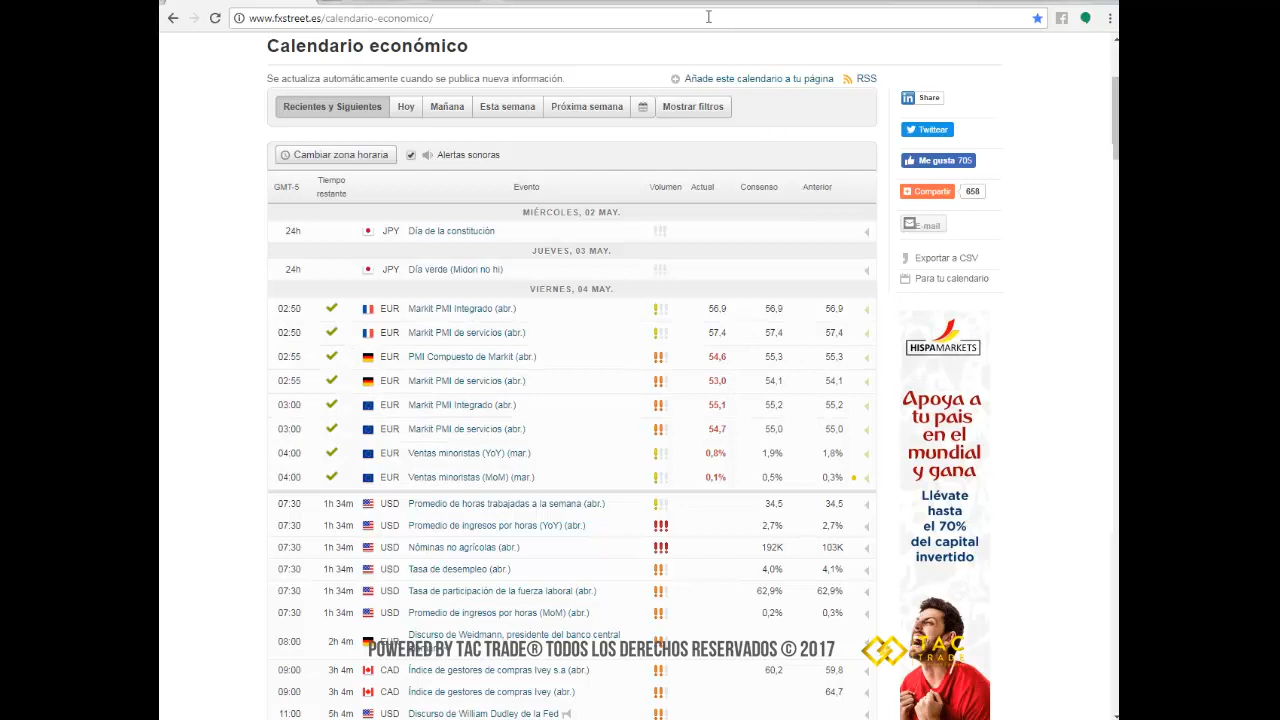 www.fxstreet.es/calendario-economico/
Calendario económico
Se actualiza automáticamente cuando se publica nueva información.
Añade este calendario a tu página
RSS
Recientes y Siguientes Hoy Mañana Esta semana Próxima semana Mostrar filtros
Cambiar zona horaria Alertas sonoras
GMT-5 Tiempo restante Evento Volumen Actual Consenso Anterior
MIÉRCOLES, 02 MAY.
24h JPY Día de la constitución
JUEVES, 03 MAY.
24h JPY Día verde (Midori no hi)
VIERNES, 04 MAY.
02:50 EUR Markit PMI Integrado (abr.) 56,9 56,9 56,9
02:50 EUR Markit PMI de servicios (abr.) 57,4 57,4 57,4
02:55 EUR PMI Compuesto de Markit (abr.) 54,6 55,3 55,3
02:55 EUR Markit PMI de servicios (abr.) 53,0 54,1 54,1
03:00 EUR Markit PMI Integrado (abr.) 55,1 55,2 55,2
03:00 EUR Markit PMI de servicios (abr.) 54,7 55,0 55,0
04:00 EUR Ventas minoristas (YoY) (mar.) 0,8% 1,9% 1,8%
04:00 EUR Ventas minoristas (MoM) (mar.) 0,1% 0,5% 0,3%
07:30 1h 34m USD Promedio de horas trabajadas a la semana (abr.) 34,5 34,5
07:30 1h 34m USD Promedio de ingresos por horas (YoY) (abr.) 2,7% 2,7%
07:30 1h 34m USD Nóminas no agrícolas (abr.) 192K 103K
07:30 1h 34m USD Tasa de desempleo (abr.) 4,0% 4,1%
07:30 1h 34m USD Tasa de participación de la fuerza laboral (abr.) 62,9% 62,9%
07:30 1h 34m USD Promedio de ingresos por horas (MoM) (abr.) 0,2% 0,3%
08:00 2h 4m EUR Discurso de Weidmann, presidente del banco central
POWERED BY TAC TRADE® TODOS LOS DERECHOS RESERVADOS © 2017
TAC
TRADE
09:00 3h 4m CAD Índice de gestores de compras Ivey s.a (abr.) 60,2 59,8
09:00 3h 4m CAD Índice de gestores de compras Ivey (abr.) 64,7
11:00 5h 4m USD Discurso de William Dudley de la Fed
Share
Twittear
Me gusta 705
Compartir 658
E-mail
Exportar a CSV
Para tu calendario
HISPAMARKETS
Apoya a
tu pais
en el
mundial
y gana
Llévate
hasta
el 70%
del capital
invertido